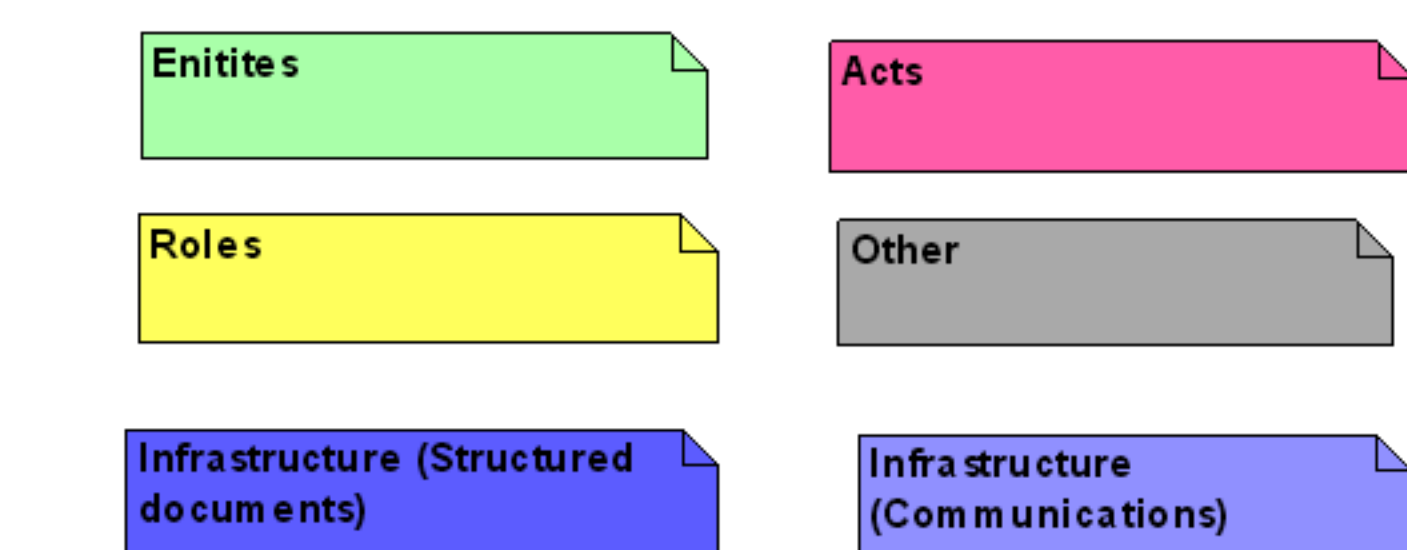 Enitites
Acts
Roles
Other
Infrastructure (Structured
documents)
Infrastructure
(Communications)